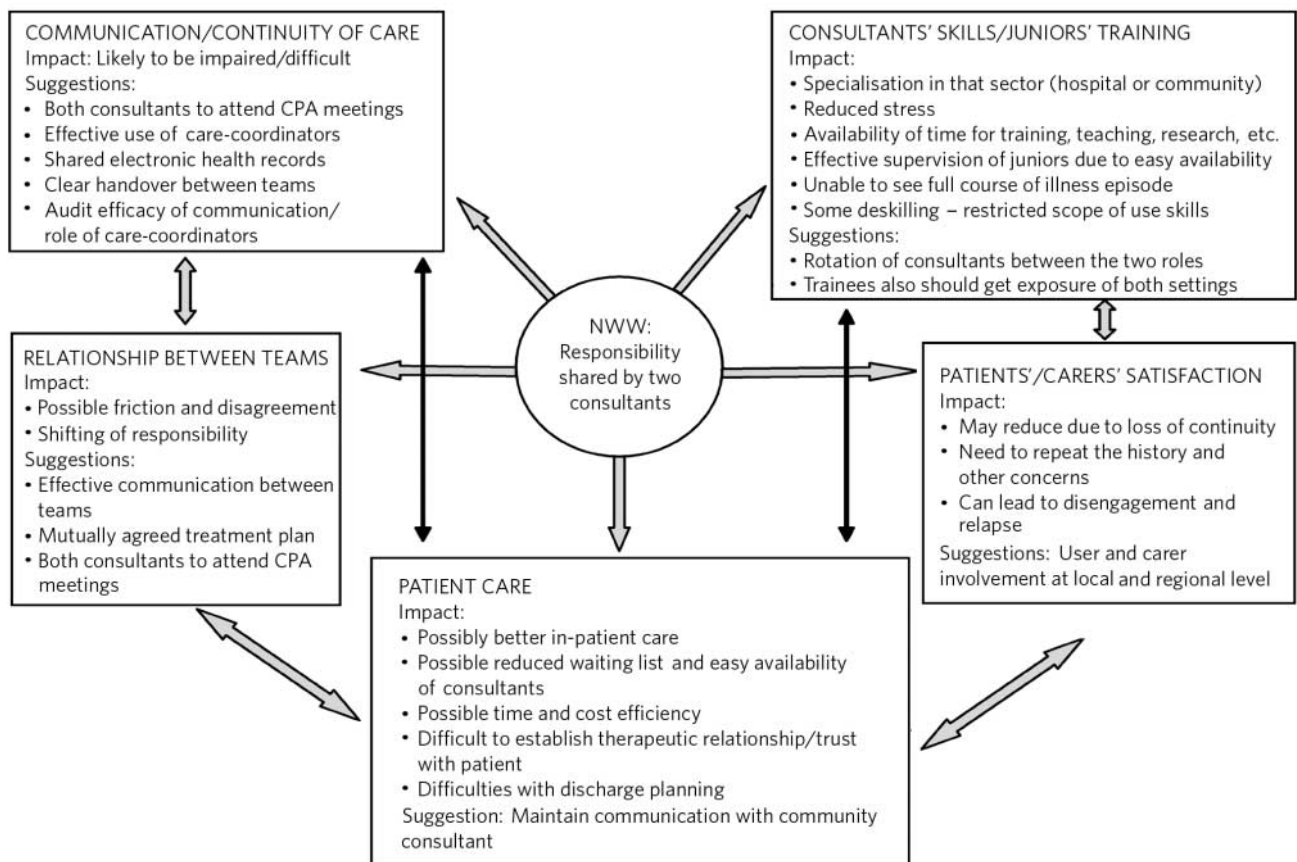 COMMUNICATION/CONTINUITY OF CARE
Impact: Likely to be impaired/difficult
Suggestions:
• Both consultants to attend CPA meetings
• Effective use of care-coordinators
• Shared electronic health records
• Clear handover between teams
• Audit efficacy of communication/
role of care-coordinators
CONSULTANTS' SKILLS/JUNIORS' TRAINING
Impact:
• Specialisation in that sector (hospital or community)
• Reduced stress
• Availability of time for training, teaching, research, etc.
• Effective supervision of juniors due to easy availability
• Unable to see full course of illness episode
• Some deskilling – restricted scope of use skills
Suggestions:
• Rotation of consultants between the two roles
• Trainees also should get exposure of both settings
NWW:
Responsibility
shared by two
consultants
RELATIONSHIP BETWEEN TEAMS
Impact:
• Possible friction and disagreement
• Shifting of responsibility
Suggestions:
• Effective communication between
teams
• Mutually agreed treatment plan
• Both consultants to attend CPA
meetings
PATIENTS'/CARERS' SATISFACTION
Impact:
• May reduce due to loss of continuity
• Need to repeat the history and
other concerns
• Can lead to disengagement and
relapse
Suggestions: User and carer
involvement at local and regional level
PATIENT CARE
Impact:
• Possibly better in-patient care
• Possible reduced waiting list and easy availability
of consultants
• Possible time and cost efficiency
• Difficult to establish therapeutic relationship/trust
with patient
• Difficulties with discharge planning
Suggestion: Maintain communication with community
consultant